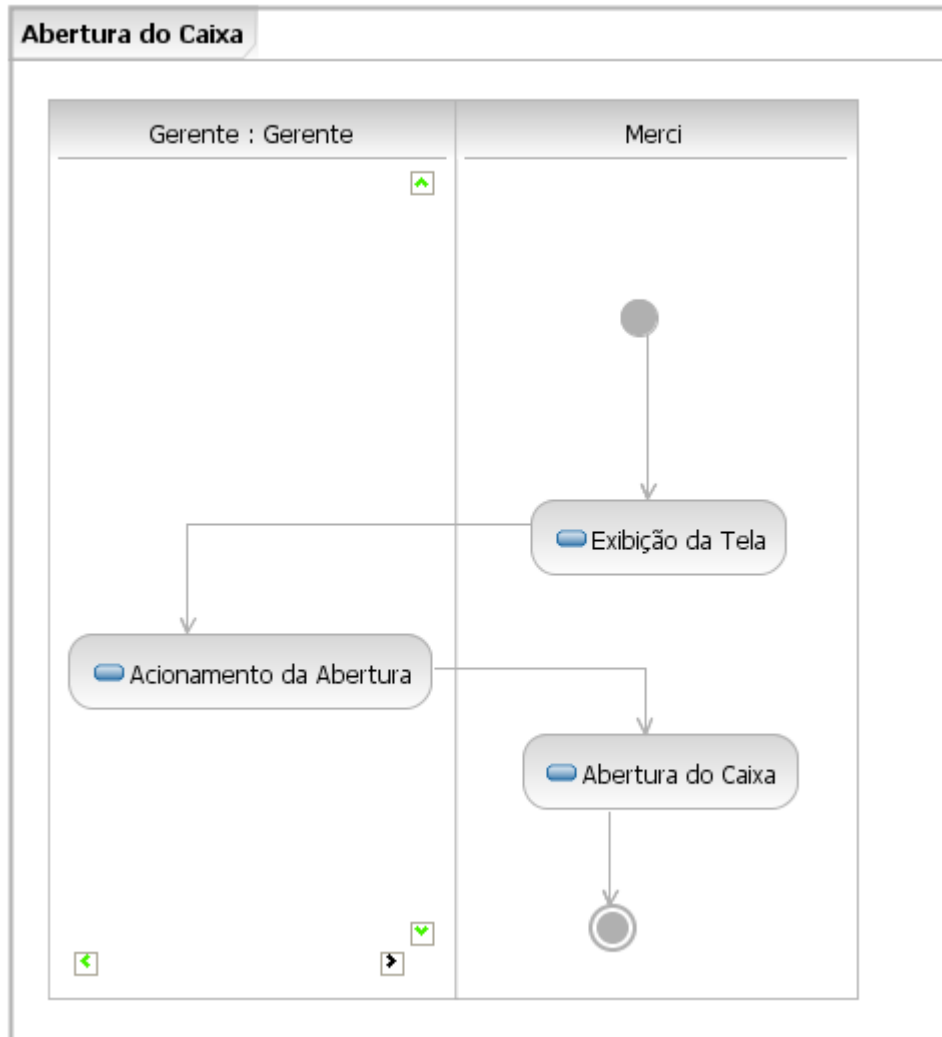 Abertura do Caixa
Gerente : Gerente
Merci
Exibição da Tela
Acionamento da Abertura
Abertura do Caixa